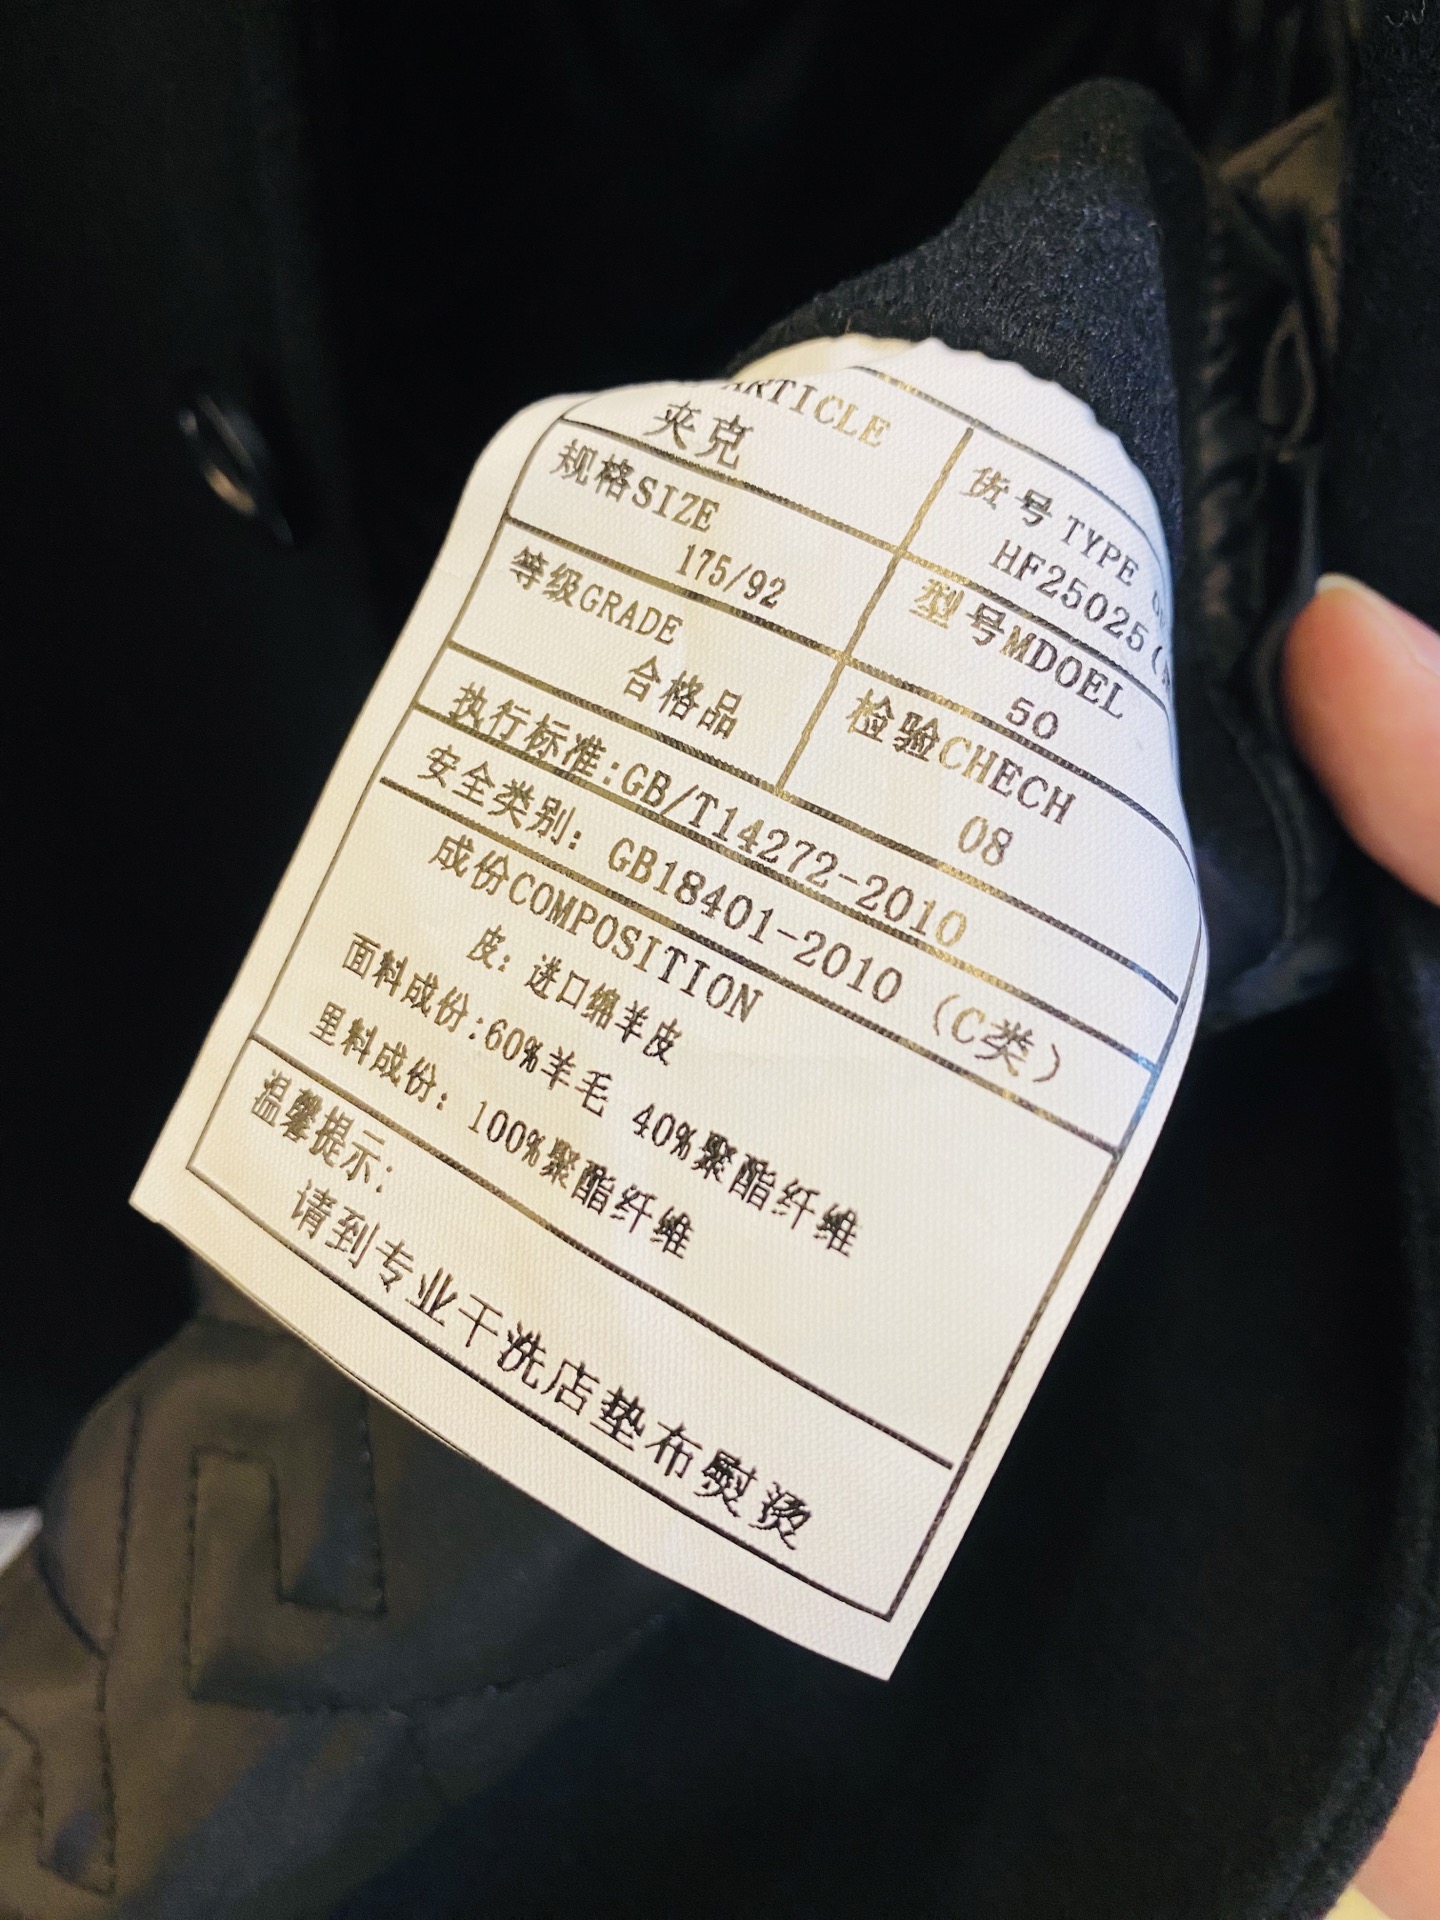 ARTICLE
夹克
货号TYPE
HF25025(
规格SIZE
175/92
型号MDOEL
50
等级GRADE
合格品
检验CHECH
08
执行标准:GB/T14272-2010
安全类别: GB18401-2010 (C类)
成份COMPOSITION
皮: 进口绵羊皮
面料成份:60%羊毛 40%聚酯纤维
里料成份: 100%聚酯纤维
温馨提示:
请到专业干洗店垫布熨烫